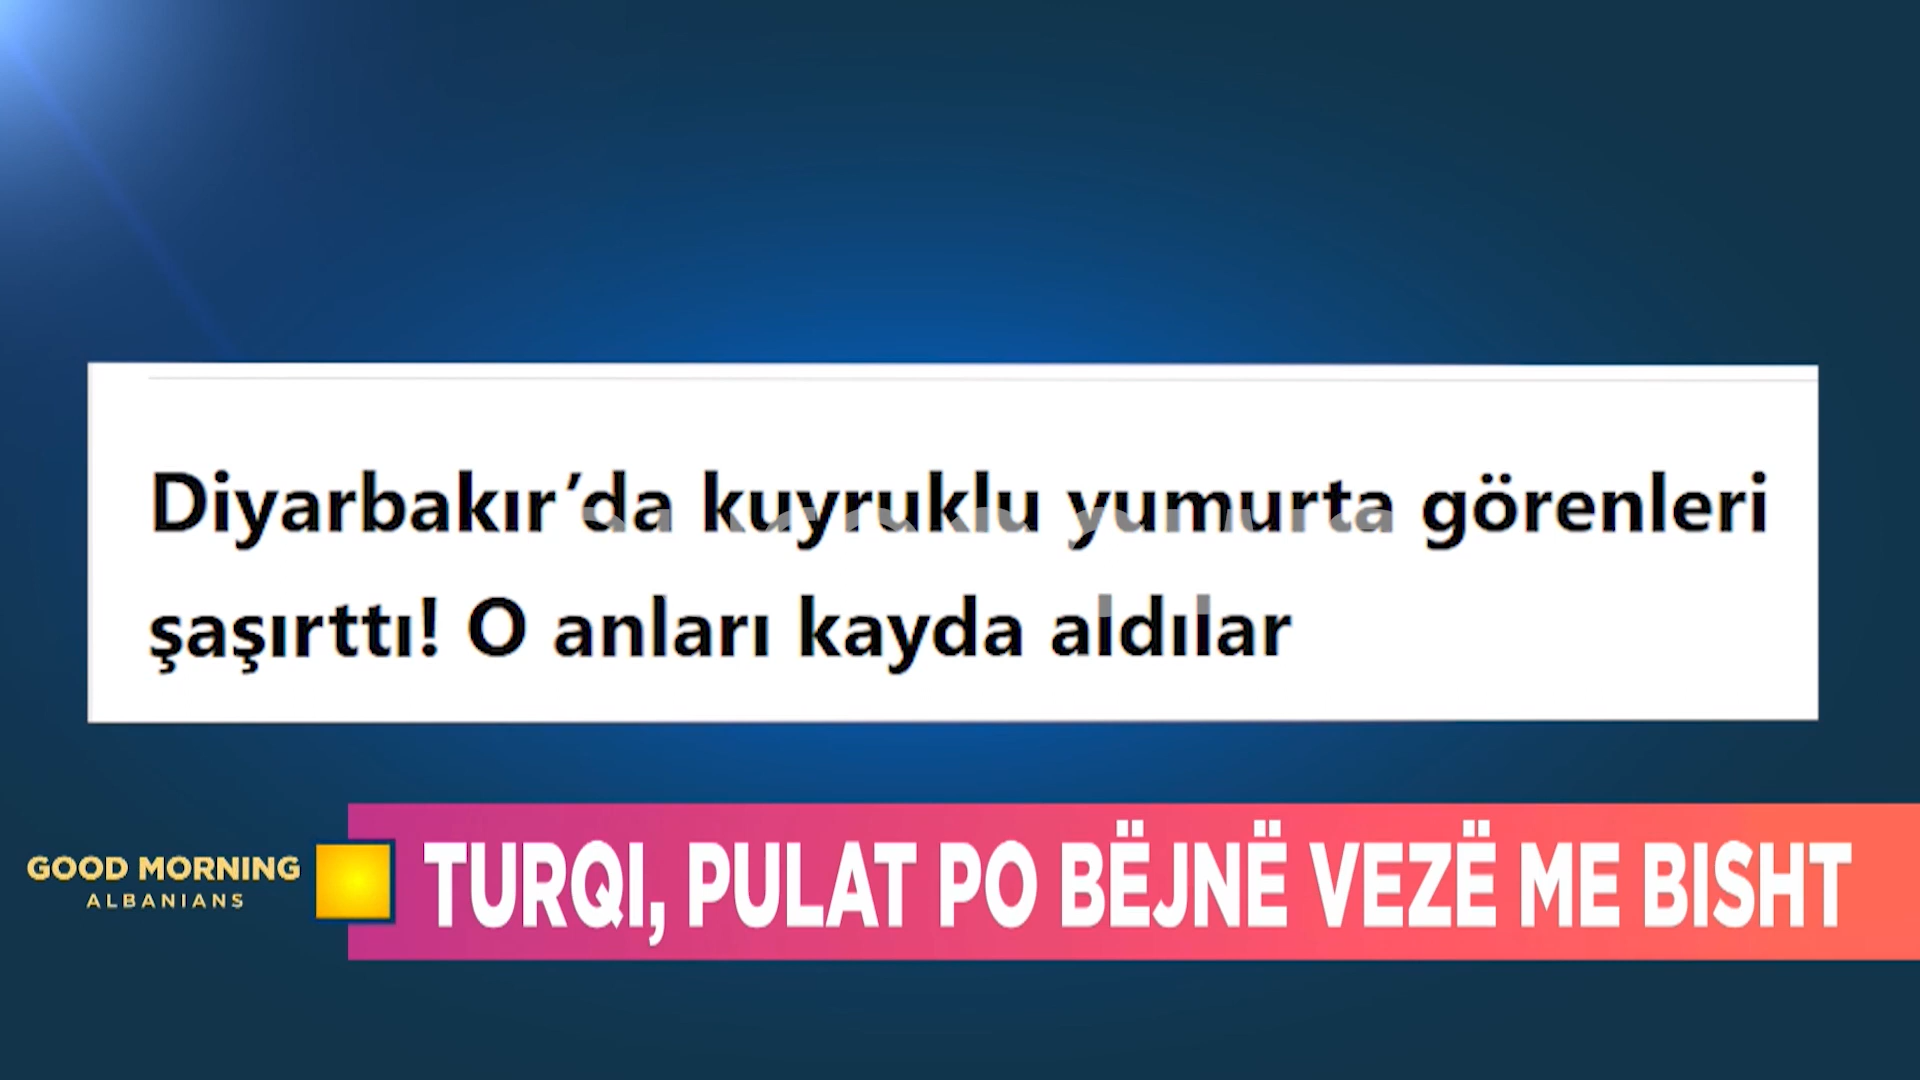 Diyarbakır’da kuyruklu yumurta görenleri
şaşırttı! O anları kayda aldılar
GOOD MORNING
ALBANIANS
TURQI, PULAT PO BËJNË VEZË ME BISHT